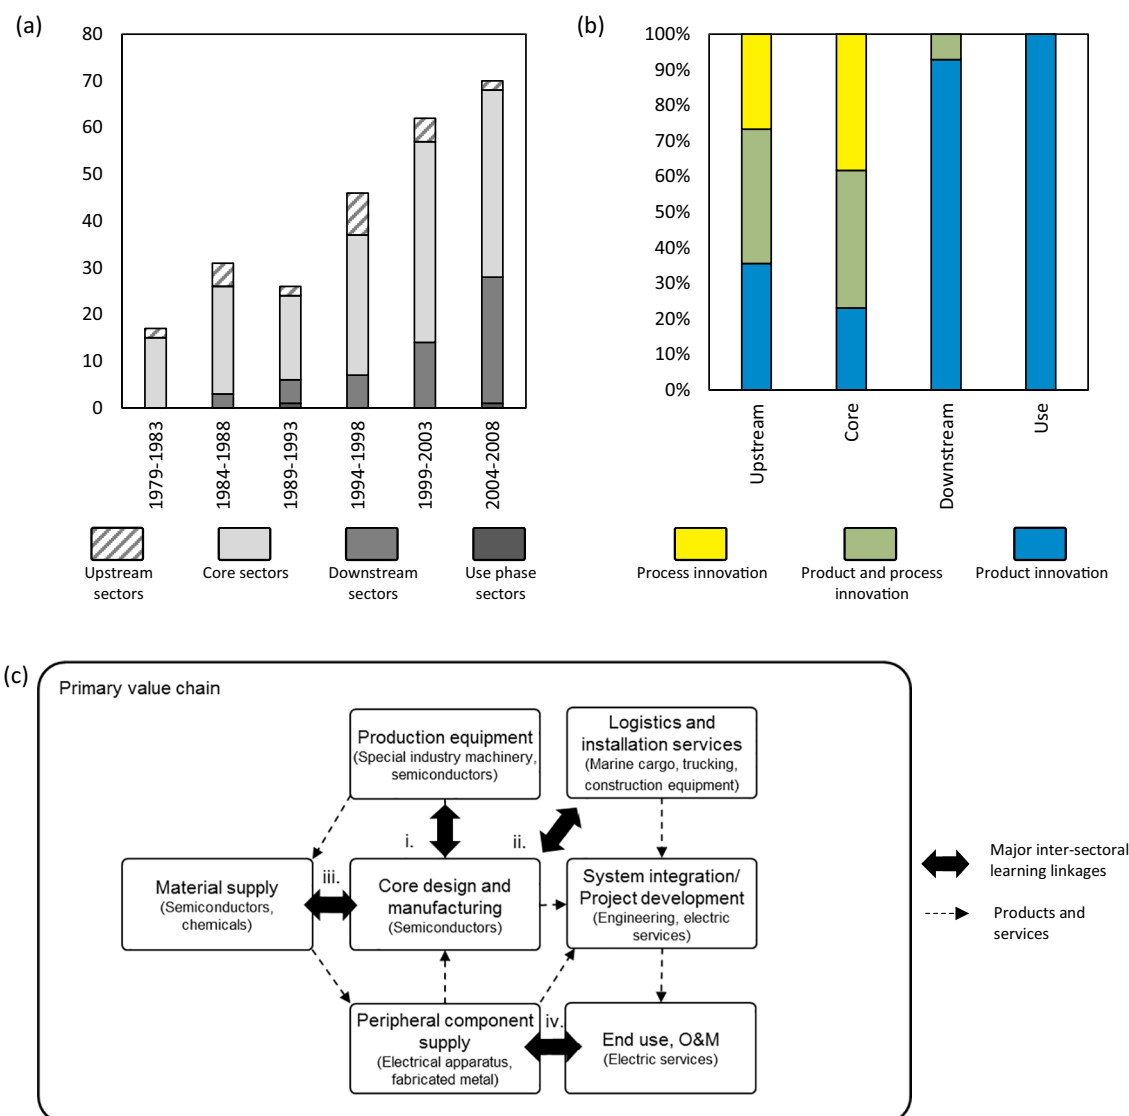 (a)
80
70
60
50
40
30
20
10
0
1979-1983
1984-1988
1989-1993
1994-1998
1999-2003
2004-2008
Upstream
sectors
Core sectors
Downstream
sectors
Use phase
sectors
(b)
100%
90%
80%
70%
60%
50%
40%
30%
20%
10%
0%
Upstream
Core
Downstream
Use
Process innovation
Product and process
innovation
Product innovation
(c)
Primary value chain
Production equipment
(Special industry machinery,
semiconductors)
Logistics and
installation services
(Marine cargo, trucking,
construction equipment)
i.
ii.
Material supply
(Semiconductors,
chemicals)
iii.
Core design and
manufacturing
(Semiconductors)
System integration/
Project development
(Engineering, electric
services)
Peripheral component
supply
(Electrical apparatus,
fabricated metal)
iv.
End use, O&M
(Electric services)
Major inter-sectoral
learning linkages
Products and
services